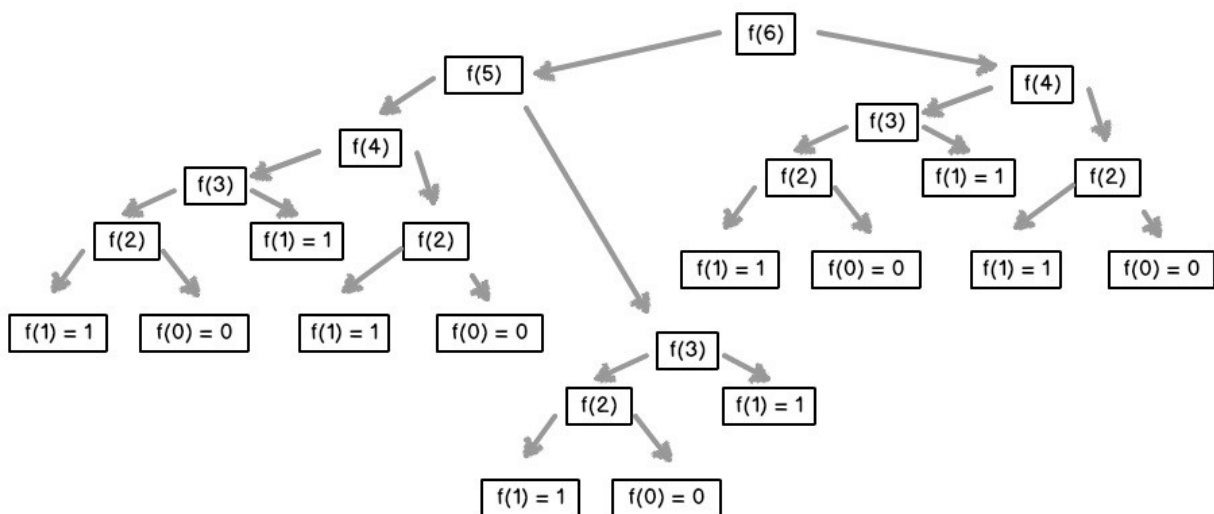 f(6)
f(5)
f(4)
f(3)
f(4)
f(2)
f(1) = 1
f(2)
f(3)
f(2)
f(1) = 1
f(2)
f(1) = 1
f(0) = 0
f(1) = 1
f(0) = 0
f(1) = 1
f(0) = 0
f(1) = 1
f(0) = 0
f(3)
f(2)
f(1) = 1
f(1) = 1
f(0) = 0